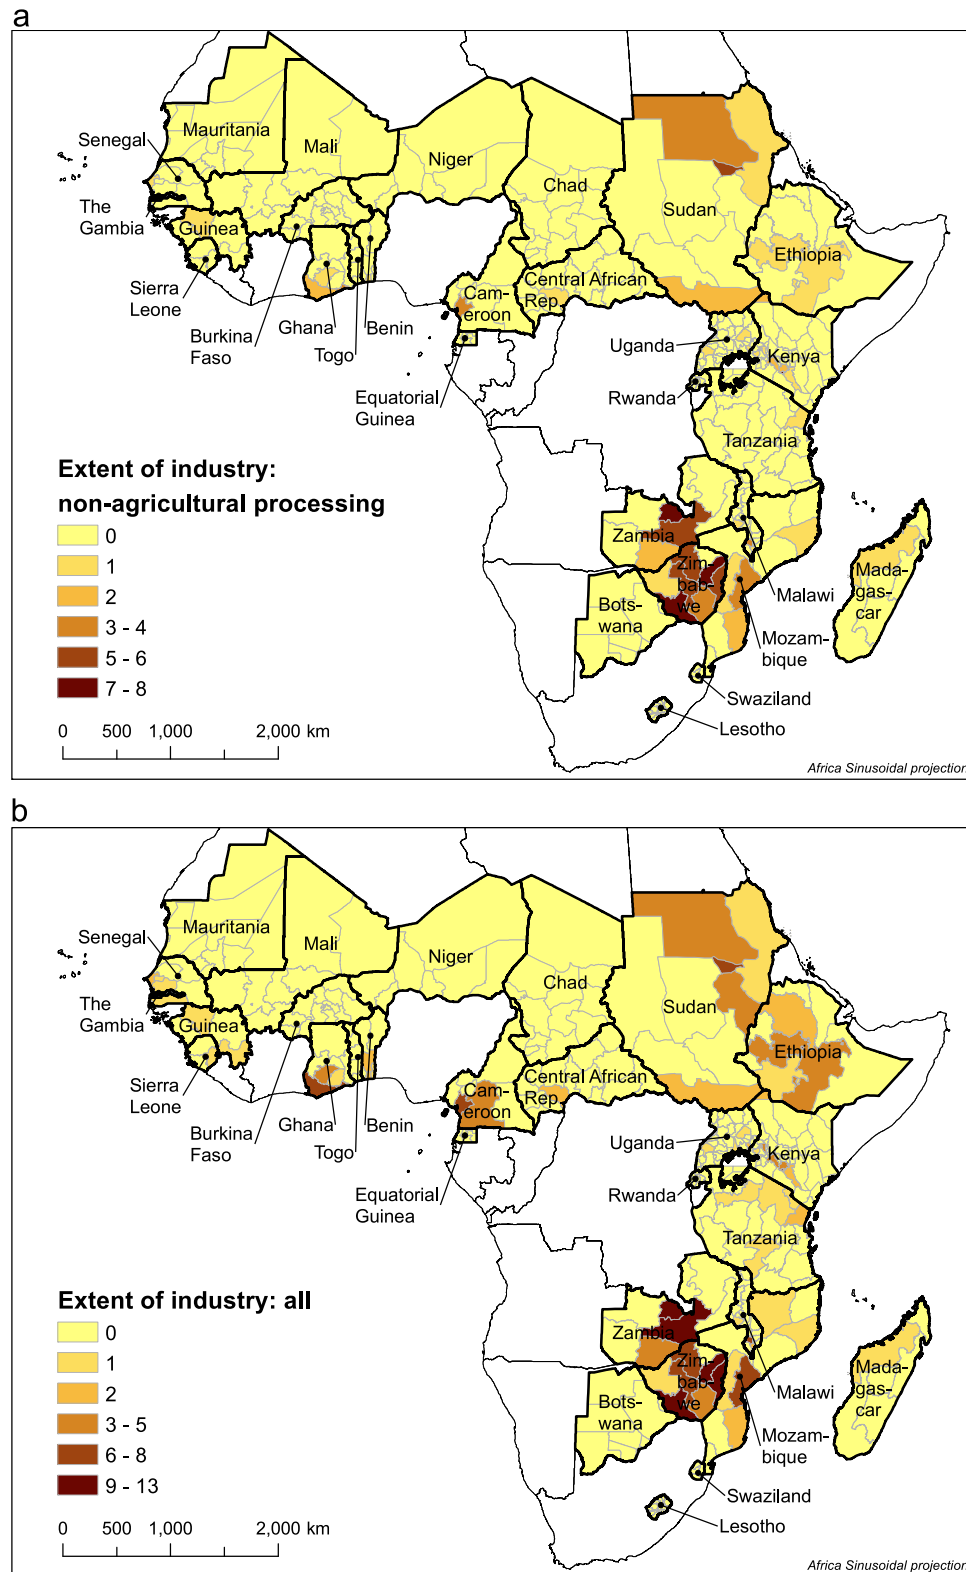 a
Mauritania
Senegal
Mali
Niger
Chad
Sudan
The
Gambia
Guinea
Ethiopia
Sierra
Leone
Central African
Rep.
Cam-
eroon
Burkina
Faso
Ghana
Benin
Togo
Uganda
Kenya
Equatorial
Guinea
Rwanda
Tanzania
Extent of industry:
non-agricultural processing
0
1
2
3 - 4
5 - 6
7 - 8
Zambia
Zim-
bab-
we
Mada-
gas-
car
Malawi
Bots-
wana
Mozam-
bique
Swaziland
Lesotho
0 500 1,000 2,000 km
Africa Sinusoidal projection
b
Mauritania
Senegal
Mali
Niger
Chad
Sudan
The
Gambia
Guinea
Ethiopia
Sierra
Leone
Central African
Rep.
Cam-
eroon
Burkina
Faso
Ghana
Benin
Togo
Uganda
Kenya
Equatorial
Guinea
Rwanda
Tanzania
Extent of industry: all
0
1
2
3 - 5
6 - 8
9 - 13
Zambia
Zim-
bab-
we
Mada-
gas-
car
Malawi
Bots-
wana
Mozam-
bique
Swaziland
Lesotho
0 500 1,000 2,000 km
Africa Sinusoidal projection